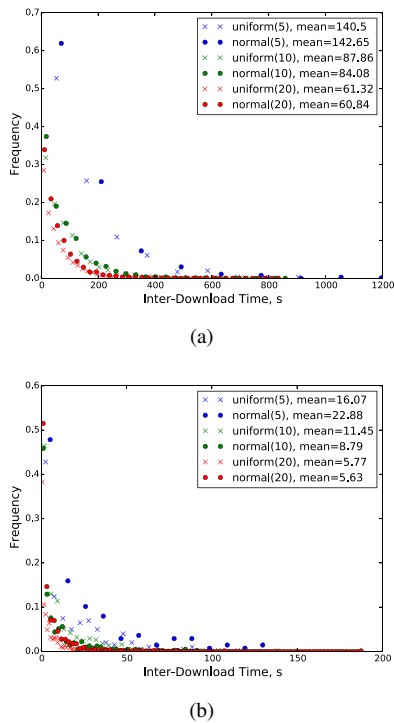 0.7
0.6
0.5
0.4
0.3
0.2
0.1
0.0
Frequency
uniform(5), mean=140.5
normal(5), mean=142.65
uniform(10), mean=87.86
normal(10), mean=84.08
uniform(20), mean=61.32
normal(20), mean=60.84
0 200 400 600 800 1000 1200
Inter-Download Time, s
(a)
0.6
0.5
0.4
0.3
0.2
0.1
0.0
Frequency
uniform(5), mean=16.07
normal(5), mean=22.88
uniform(10), mean=11.45
normal(10), mean=8.79
uniform(20), mean=5.77
normal(20), mean=5.63
0 50 100 150 200
Inter-Download Time, s
(b)